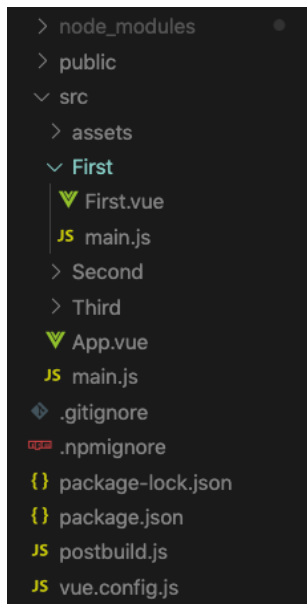 node_modules
public
src
assets
First
First.vue
JS main.js
Second
Third
App.vue
JS main.js
.gitignore
.npmignore
{} package-lock.json
{} package.json
JS postbuild.js
JS vue.config.js